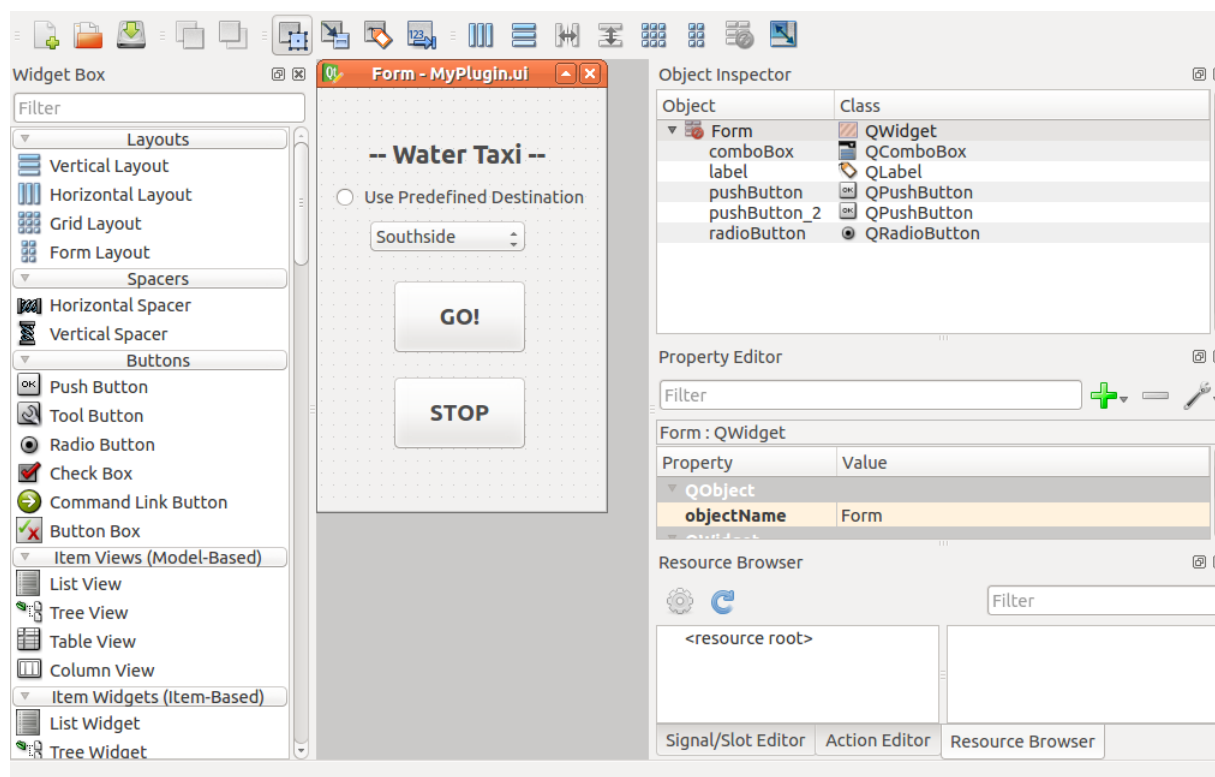 Widget Box
Filter
Layouts
Vertical Layout
Horizontal Layout
Grid Layout
Form Layout
Spacers
Horizontal Spacer
Vertical Spacer
Buttons
Push Button
Tool Button
Radio Button
Check Box
Command Link Button
Button Box
Item Views (Model-Based)
List View
Tree View
Table View
Column View
Item Widgets (Item-Based)
List Widget
Tree Widget
Form - MyPlugin.ui
-- Water Taxi --
Use Predefined Destination
Southside
GO!
STOP
Object Inspector
Object Class
Form QWidget
comboBox QComboBox
label QLabel
pushButton QPushButton
pushButton_2 QPushButton
radioButton QRadioButton
Property Editor
Filter
Form : QWidget
Property Value
QObject
objectName Form
QWidget
Resource Browser
Filter
<resource root>
Signal/Slot Editor Action Editor Resource Browser